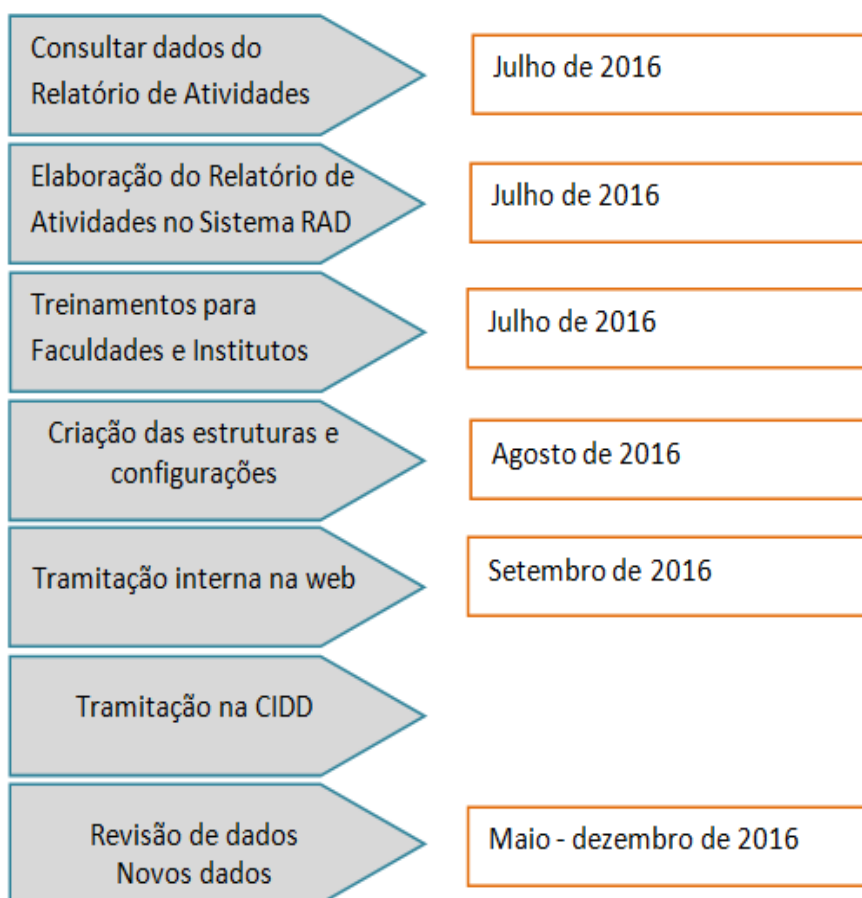 Consultar dados do
Relatório de Atividades
Julho de 2016
Elaboração do Relatório de
Atividades no Sistema RAD
Julho de 2016
Treinamentos para
Faculdades e Institutos
Julho de 2016
Criação das estruturas e
configurações
Agosto de 2016
Tramitação interna na web
Setembro de 2016
Tramitação na CIDD
Revisão de dados
Novos dados
Maio - dezembro de 2016